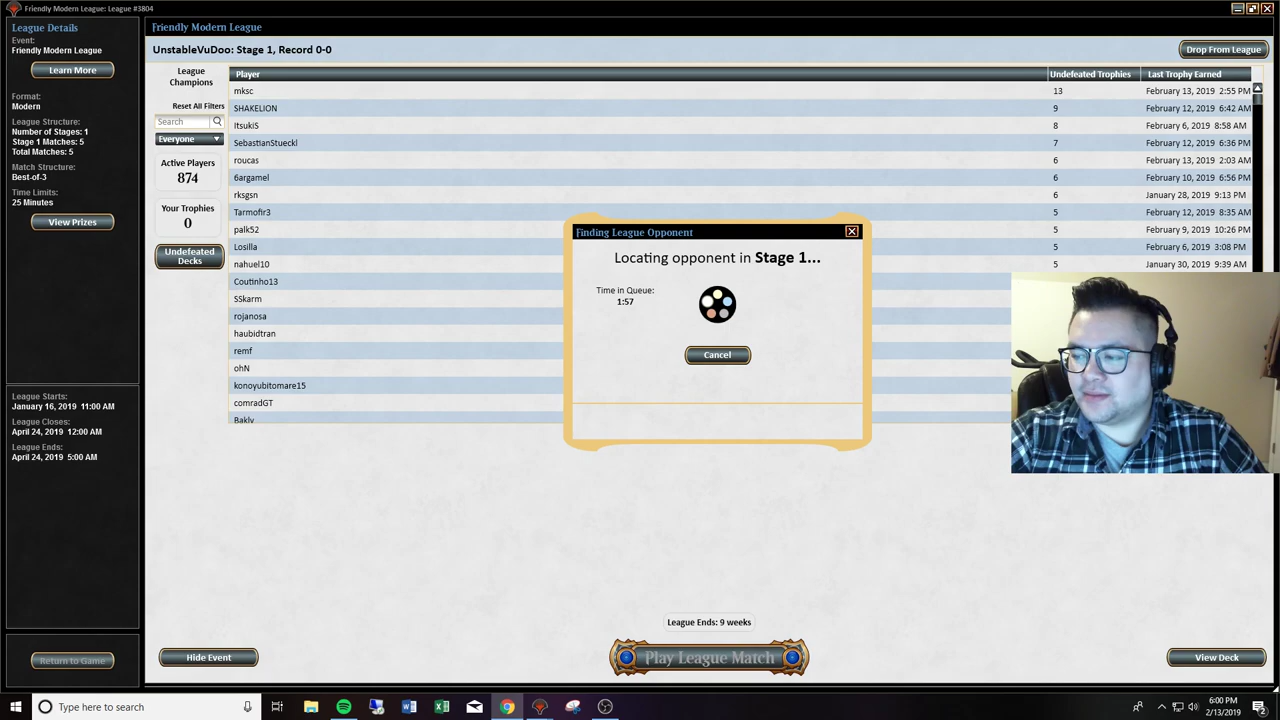 Friendly Modern League: League #3804
League Details
Event:
Friendly Modern League
Learn More
Format:
Modern
League Structure:
Number of Stages: 1
Stage 1 Matches: 5
Total Matches: 5
Match Structure:
Best-of-3
Time Limits:
25 Minutes
View Prizes
League Starts:
January 16, 2019 11:00 AM
League Closes:
April 24, 2019 12:00 AM
League Ends:
April 24, 2019 5:00 AM
Return to Game
Friendly Modern League
UnstableVuDoo: Stage 1, Record 0-0
Drop From League
League
Champions
Reset All Filters
Search
Everyone
Active Players
874
Your Trophies
0
Undefeated
Decks
Player Undefeated Trophies Last Trophy Earned
mksc 13 February 13, 2019 2:55 PM
SHAKELION 9 February 12, 2019 6:42 AM
ItsukiS 8 February 6, 2019 8:58 AM
SebastianStueckl 7 February 12, 2019 6:36 PM
roucas 6 February 13, 2019 2:03 AM
6argamel 6 February 10, 2019 6:56 PM
rksgsn 6 January 28, 2019 9:13 PM
Tarmofir3 5 February 12, 2019 8:35 AM
palk52 5 February 9, 2019 10:26 PM
Losilla 5 February 6, 2019 3:08 PM
nahuel10 5 January 30, 2019 9:39 AM
Coutinho13
SSkarm
rojanosa
haubidtran
remf
ohN
konoyubitomare15
comradGT
Bakly
Finding League Opponent
Locating opponent in Stage 1...
Time in Queue:
1:57
Cancel
League Ends: 9 weeks
Hide Event
Play League Match
View Deck
Type here to search
6:00 PM
2/13/2019
2